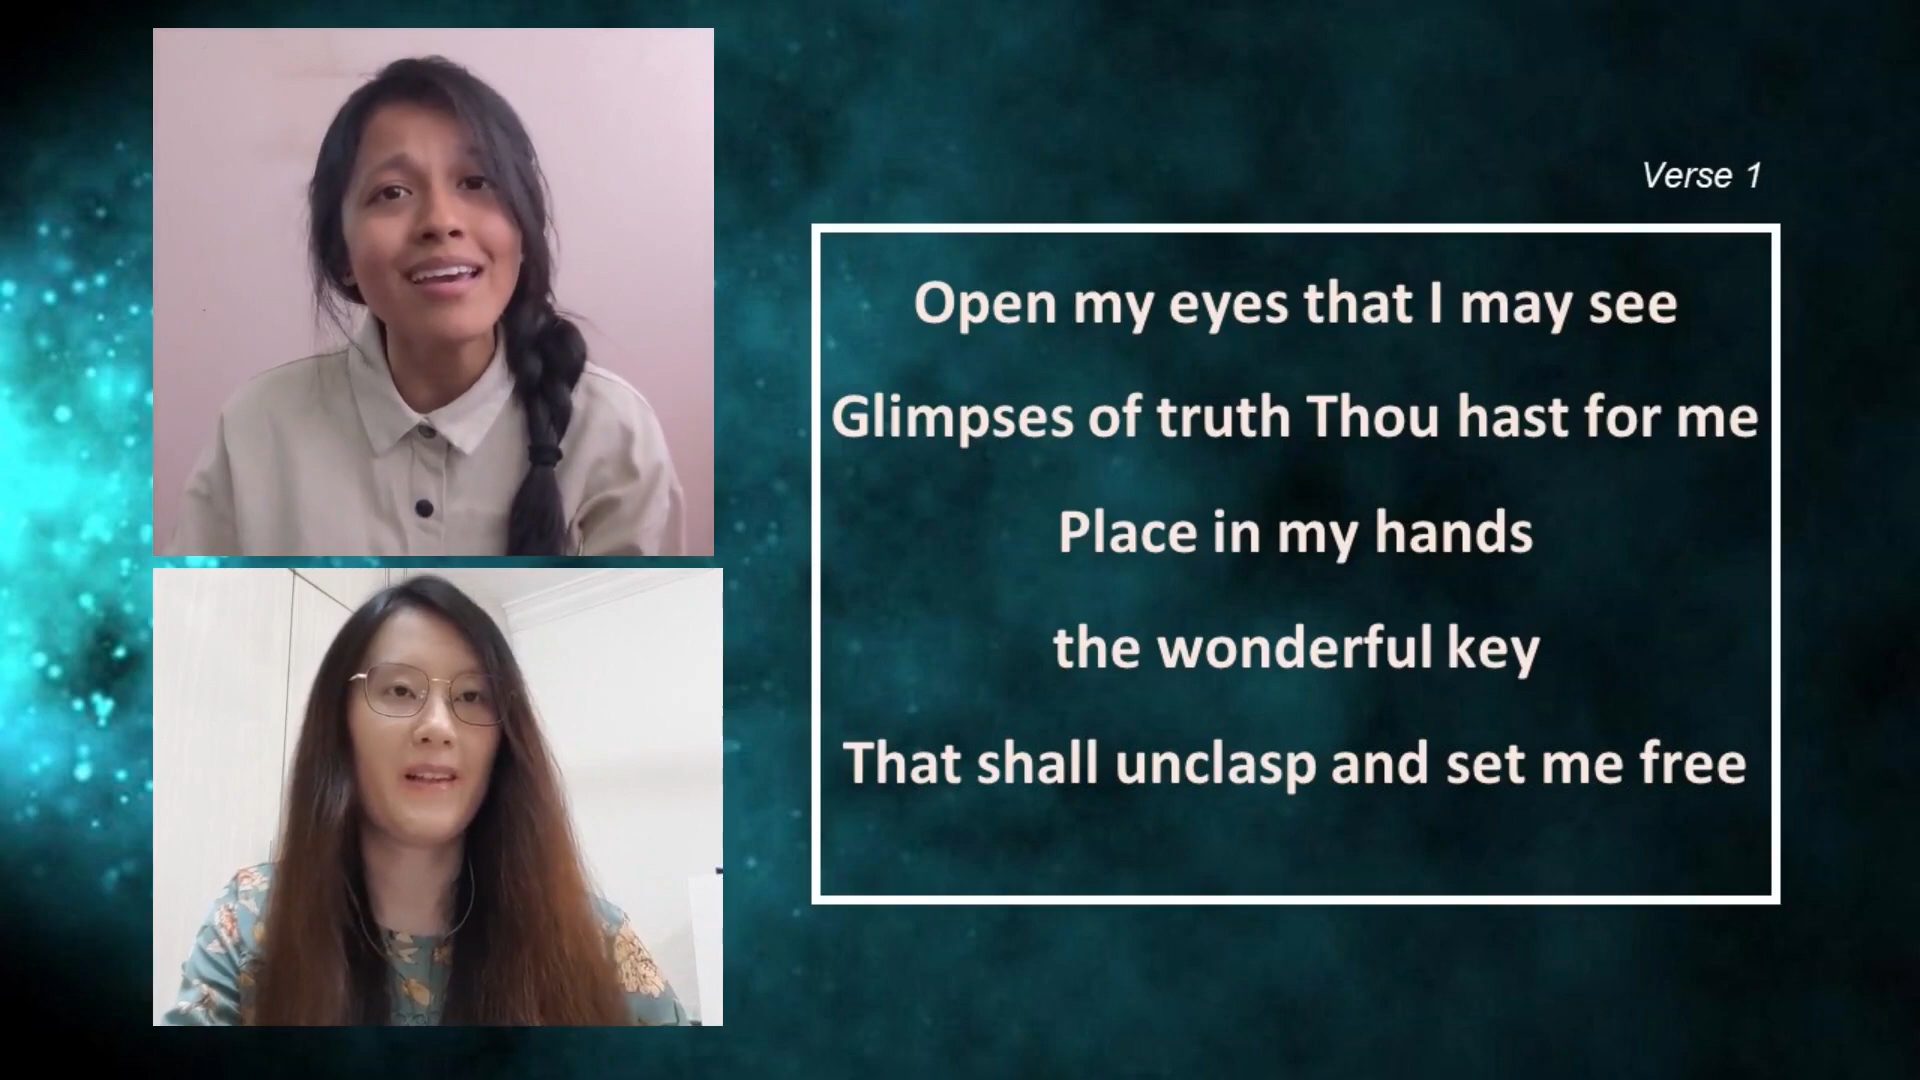 Verse 1
Open my eyes that I may see
Glimpses of truth Thou hast for me
Place in my hands
the wonderful key
That shall unclasp and set me free